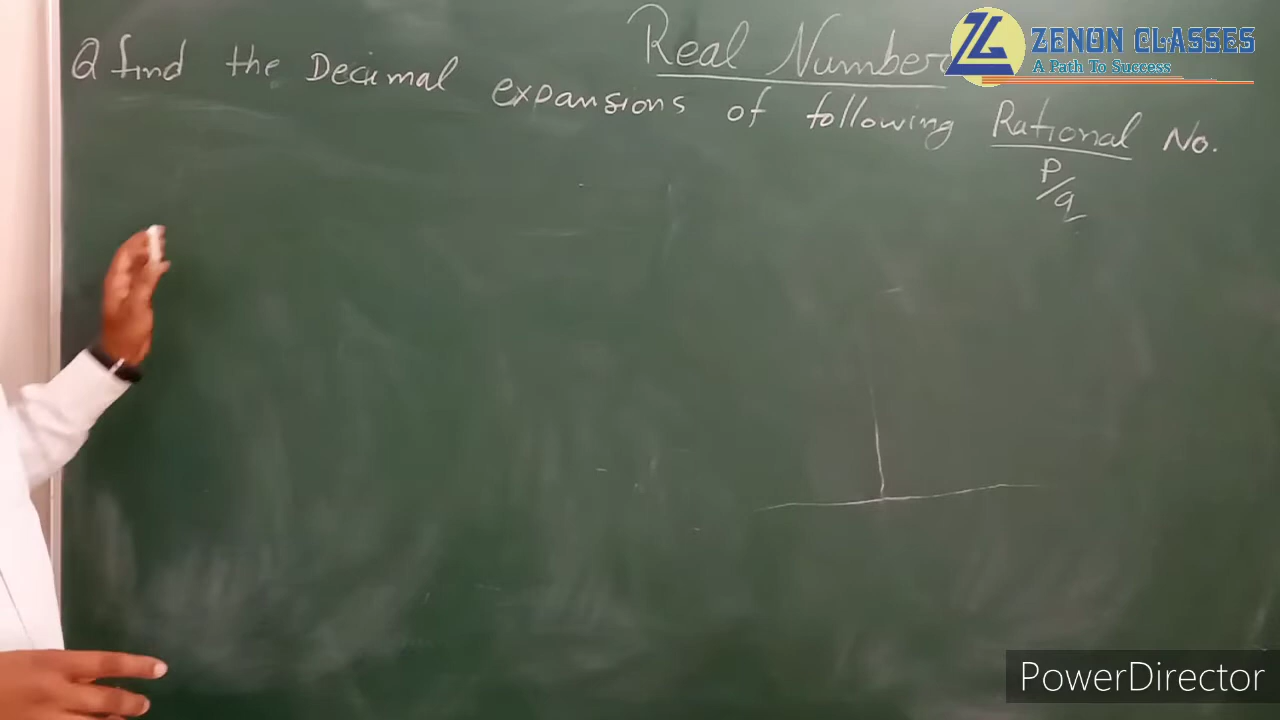 Real Number
ZENON CLASSES
A Path To Success
Q find the Decimal expansions of following Rational No.
P/q
PowerDirector